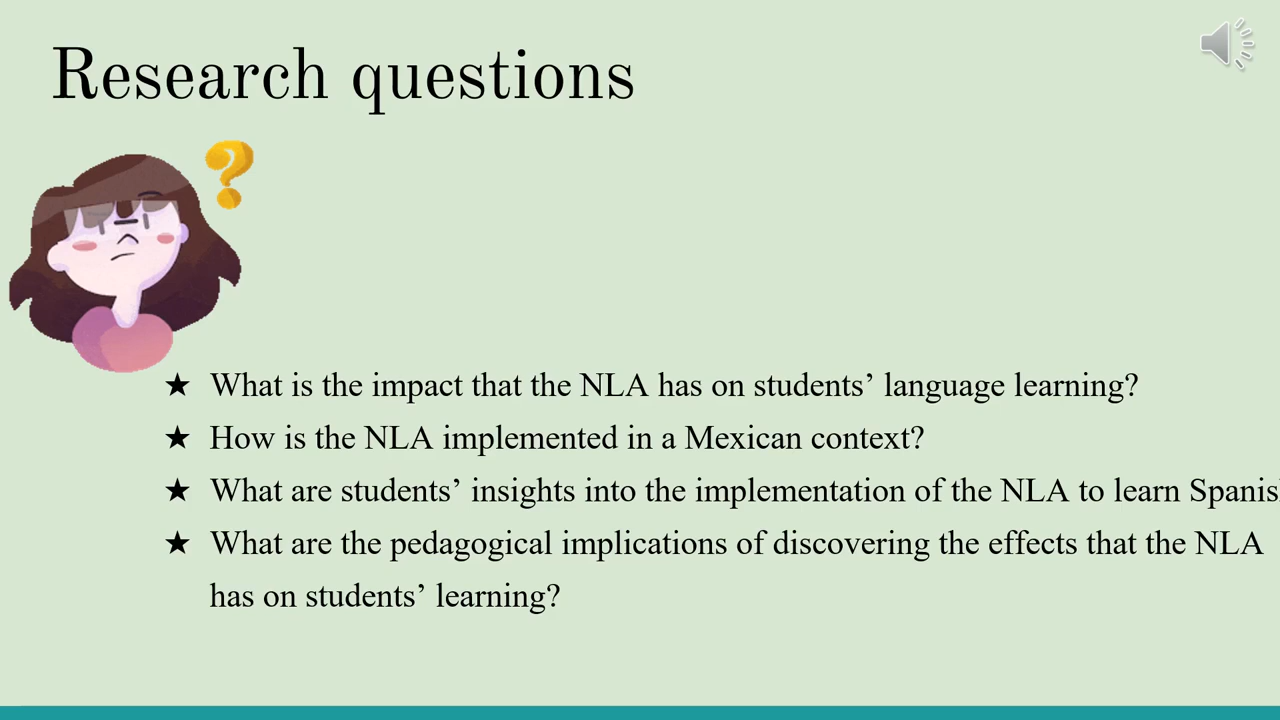 Research questions
?
★ What is the impact that the NLA has on students’ language learning?
★ How is the NLA implemented in a Mexican context?
★ What are students’ insights into the implementation of the NLA to learn
★ What are the pedagogical implications of discovering the effects that the NLA
has on students’ learning?